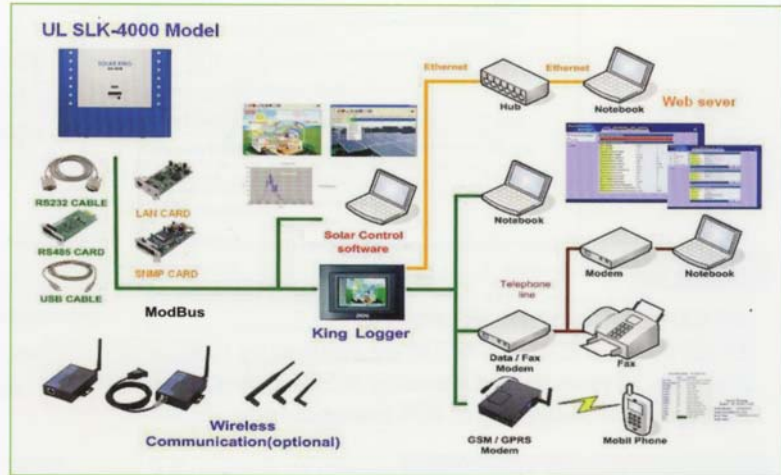 UL SLK-4000 Model
SOLAR KING
Ethernet
Ethernet
Hub
Notebook
Web sever
RS232 CABLE
LAN CARD
RS485 CARD
SNMP CARD
USB CABLE
Solar Control
software
Notebook
Modem
Notebook
Telephone
line
ModBus
King Logger
Data / Fax
Modem
Fax
Wireless
Communication(optional)
GSM / GPRS
Modem
Mobil Phone